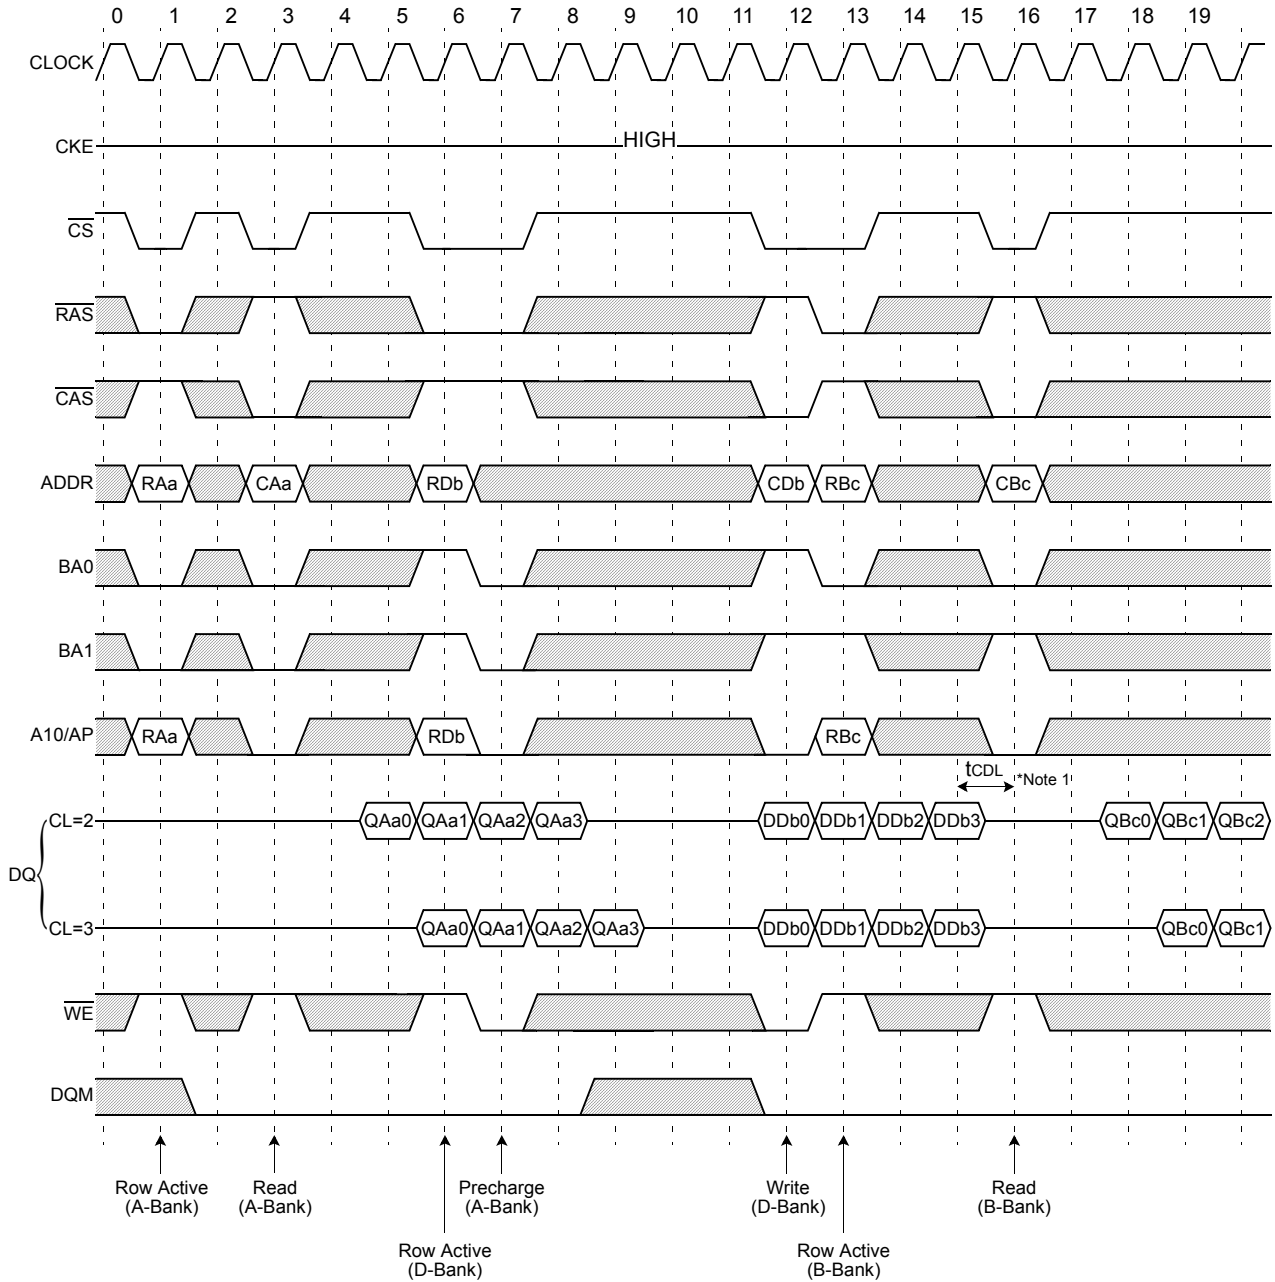 0 1 2 3 4 5 6 7 8 9 10 11 12 13 14 15 16 17 18 19
CLOCK
CKE HIGH
CS
RAS
CAS
ADDR RAa CAa RDb CDb RBc CBc
BA0
BA1
A10/AP RAa RDb RBc
tCDL *Note 1
CL=2 QAa0 QAa1 QAa2 QAa3 DDb0 DDb1 DDb2 DDb3 QBc0 QBc1 QBc2
DQ
CL=3 QAa0 QAa1 QAa2 QAa3 DDb0 DDb1 DDb2 DDb3 QBc0 QBc1
WE
DQM
Row Active
(A-Bank)
Read
(A-Bank)
Precharge
(A-Bank)
Write
(D-Bank)
Read
(B-Bank)
Row Active
(D-Bank)
Row Active
(B-Bank)